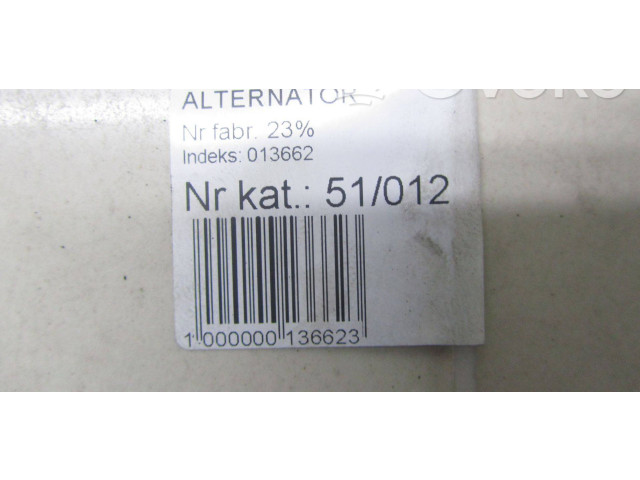 ALTERNATOR
Nr fabr. 23%
Indeks: 013662
Nr kat.: 51/012
1 000000 136623